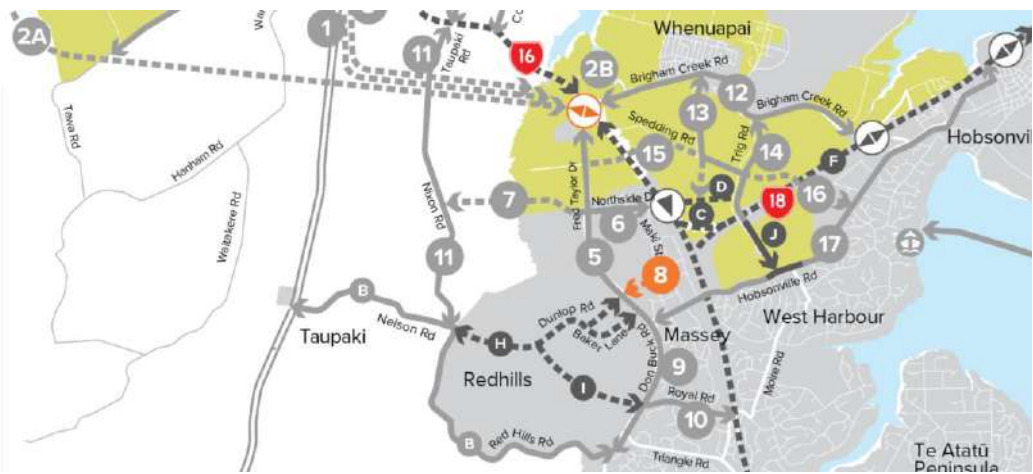 Whenuapai
2A
1
11
Taupaki
Rd
16
2B
Brigham Creek Rd
12
13
Brigham Creek Rd
Spedding Rd
Trig Rd
Hobsonvil
15
14
F
Tawa Rd
Hanham Rd
Fred Taylor Dr
D
7
Northside D
18
16
Nixon Rd
6
C
Waitakere Rd
Maki St
J
17
11
5
8
Hobsonville Rd
B
West Harbour
Dunlop Rd
Nelson Rd
Taupaki
H
Baker
Lane
Massey
Redhills
Don Buck Rd
9
Moire Rd
I
Royal Rd
10
B
Red Hills Rd
Triangle Rd
Te Atatū
Peninsula